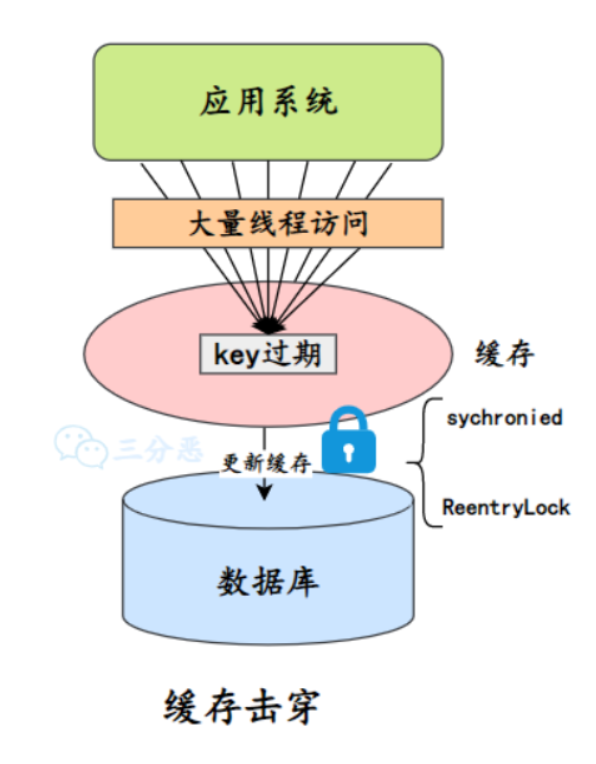 应用系统
大量线程访问
key过期
缓存
sychronied
三分恶
更新缓存
ReentryLock
数据库
缓存击穿